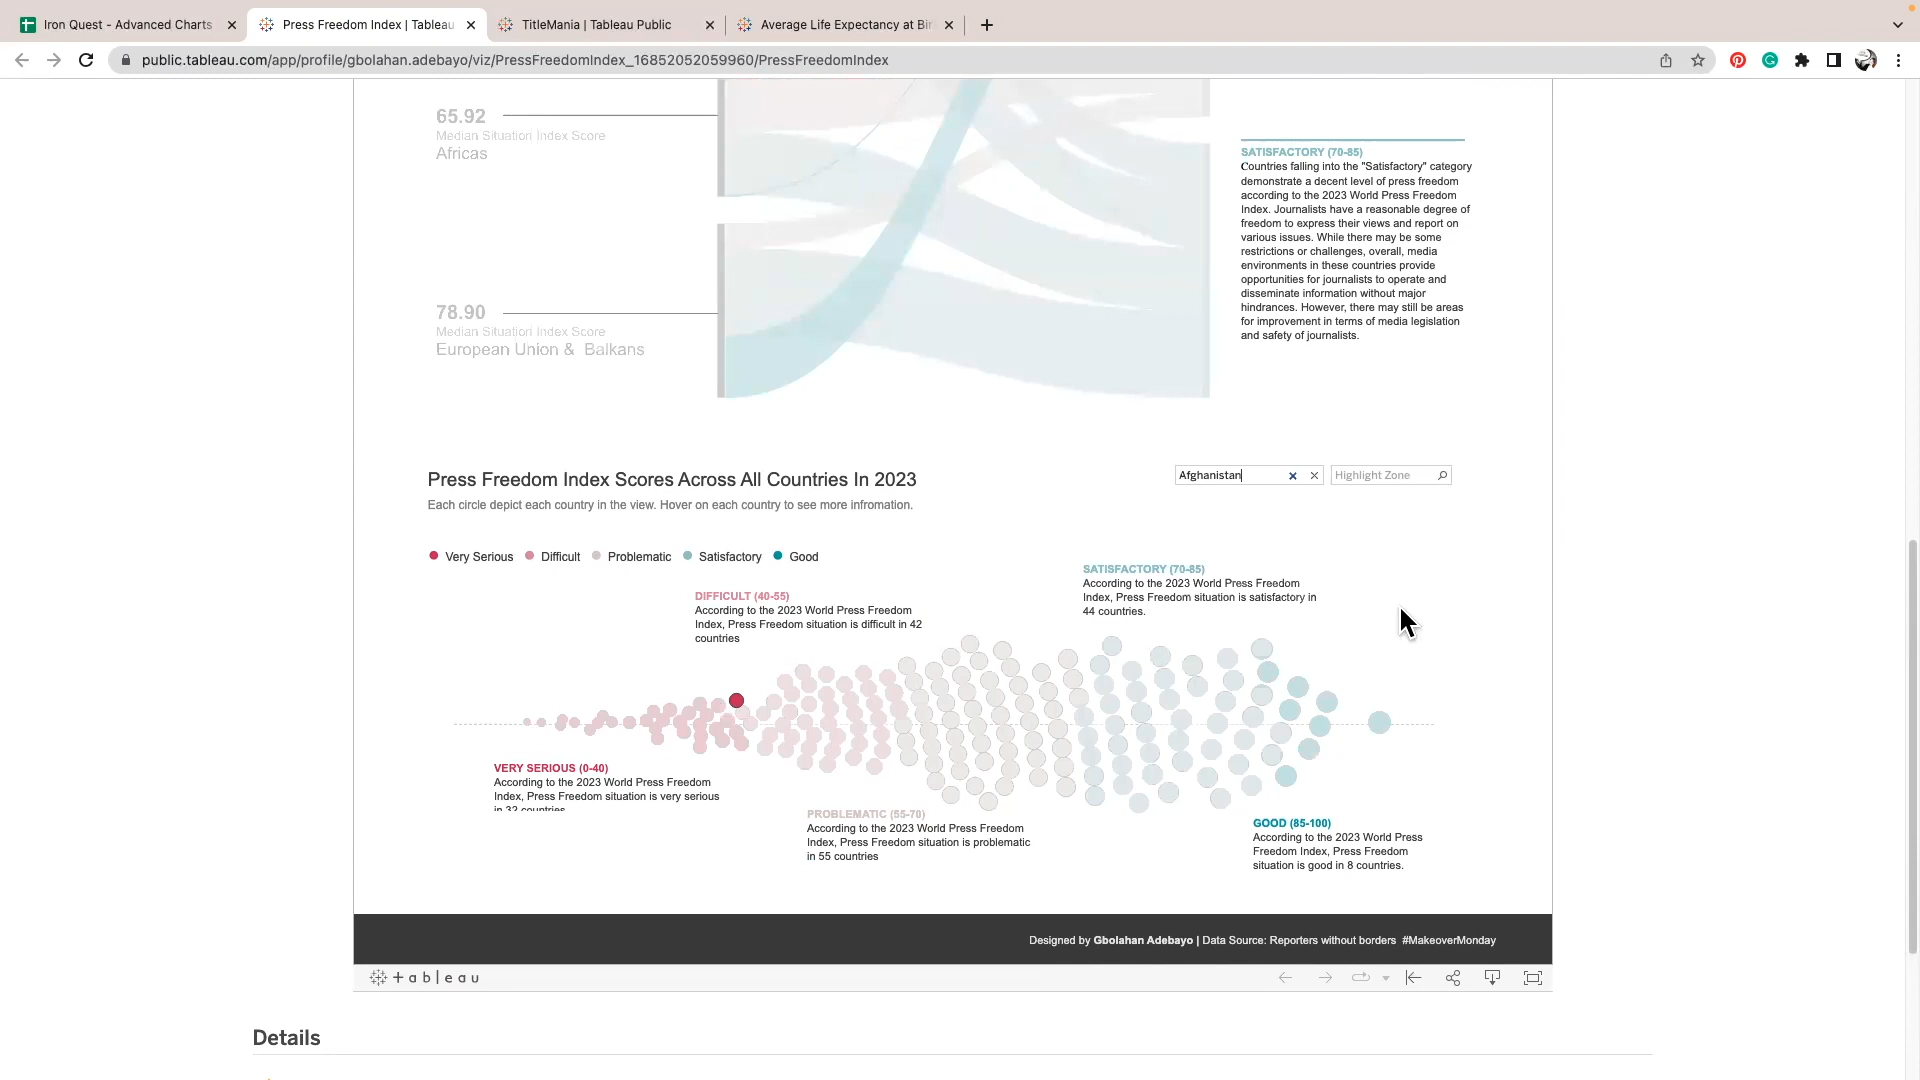 Iron Quest - Advanced Charts
Press Freedom Index | Tableau
TitleMania | Tableau Public
Average Life Expectancy at Bir
public.tableau.com/app/profile/gbolahan.adebayo/viz/PressFreedomIndex_16852052059960/PressFreedomIndex
65.92
Median Situation Index Score
Africas
78.90
Median Situation Index Score
European Union & Balkans
SATISFACTORY (70-85)
Countries falling into the "Satisfactory" category
demonstrate a decent level of press freedom
according to the 2023 World Press Freedom
Index. Journalists have a reasonable degree of
freedom to express their views and report on
various issues. While there may be some
restrictions or challenges, overall, media
environments in these countries provide
opportunities for journalists to operate and
disseminate information without major
hindrances. However, there may still be areas
for improvement in terms of media legislation
and safety of journalists.
Press Freedom Index Scores Across All Countries In 2023
Each circle depict each country in the view. Hover on each country to see more infromation.
Afghanistan
Highlight Zone
Very Serious
Difficult
Problematic
Satisfactory
Good
DIFFICULT (40-55)
According to the 2023 World Press Freedom
Index, Press Freedom situation is difficult in 42
countries
SATISFACTORY (70-85)
According to the 2023 World Press Freedom
Index, Press Freedom situation is satisfactory in
44 countries.
VERY SERIOUS (0-40)
According to the 2023 World Press Freedom
Index, Press Freedom situation is very serious
in 32 countries
PROBLEMATIC (55-70)
According to the 2023 World Press Freedom
Index, Press Freedom situation is problematic
in 55 countries
GOOD (85-100)
According to the 2023 World Press
Freedom Index, Press Freedom
situation is good in 8 countries.
Designed by Gbolahan Adebayo | Data Source: Reporters without borders #MakeoverMonday
+ableau
Details